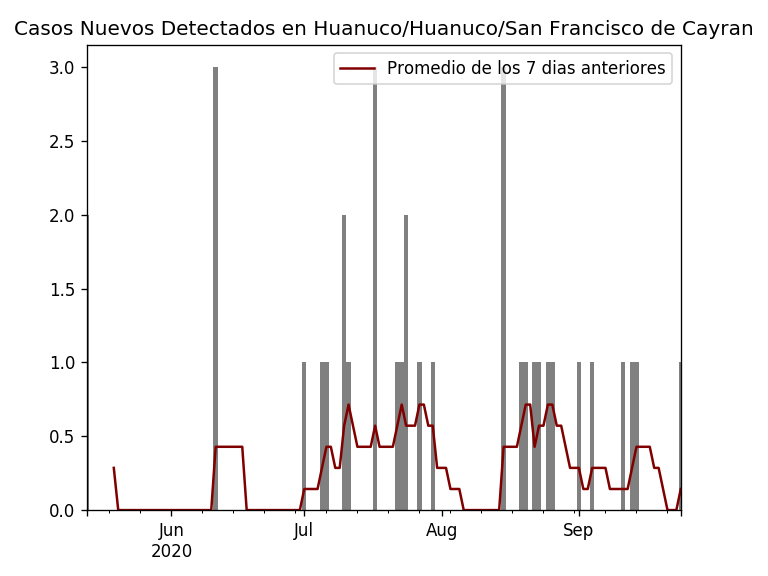 Casos Nuevos Detectados en Huanuco/Huanuco/San Francisco de Cayran
Promedio de los 7 dias anteriores
3.0
2.5
2.0
1.5
1.0
0.5
0.0
Jun Jul Aug Sep
2020